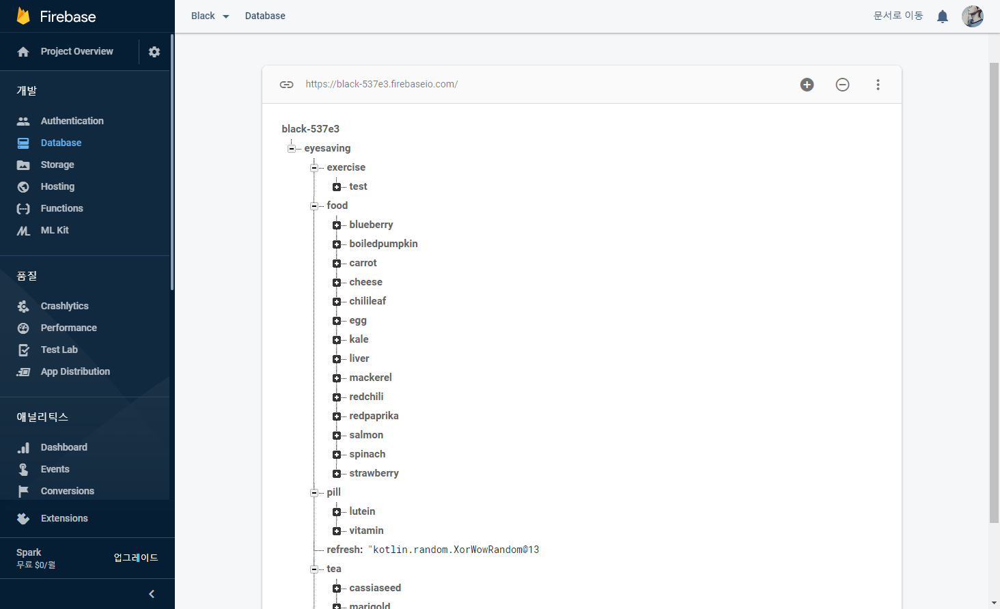 Firebase
Black
Database
문서로 이동
Project Overview
개발
Authentication
Database
Storage
Hosting
Functions
ML Kit
품질
Crashlytics
Performance
Test Lab
App Distribution
애널리틱스
Dashboard
Events
Conversions
Extensions
Spark
무료 $0/월
업그레이드
https://black-537e3.firebaseio.com/
black-537e3
eyesaving
exercise
test
food
blueberry
boiledpumpkin
carrot
cheese
chilileaf
egg
kale
liver
mackerel
redchili
redpaprika
salmon
spinach
strawberry
pill
lutein
vitamin
refresh: "kotlin.random.XorWowRandom@13
tea
cassiaseed
marigold